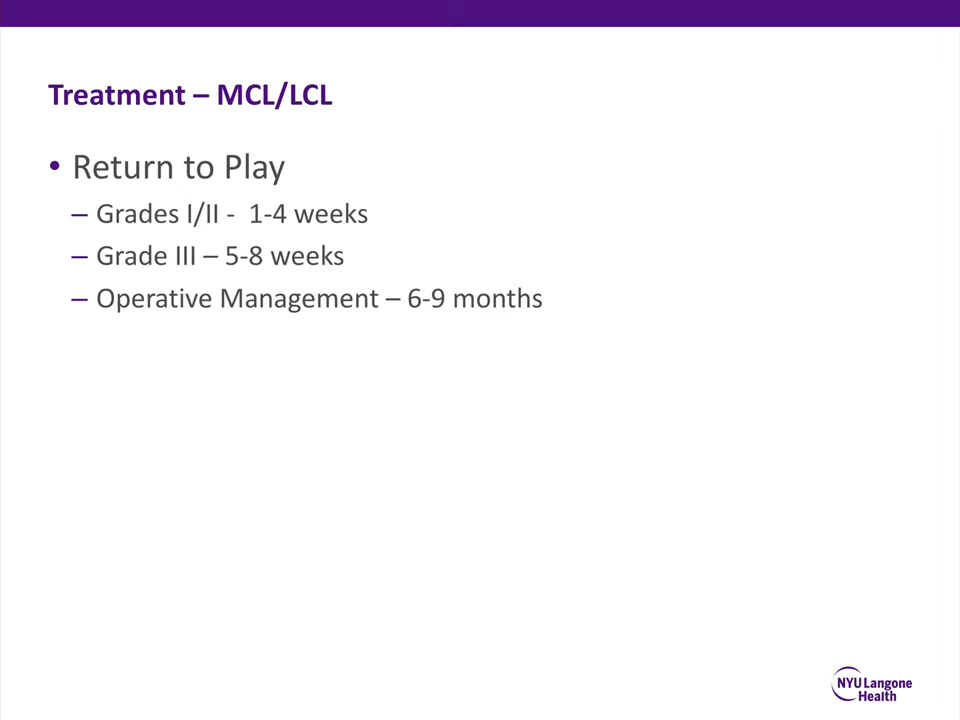 Treatment – MCL/LCL
• Return to Play
– Grades I/II - 1-4 weeks
– Grade III – 5-8 weeks
– Operative Management – 6-9 months
NYU Langone
Health